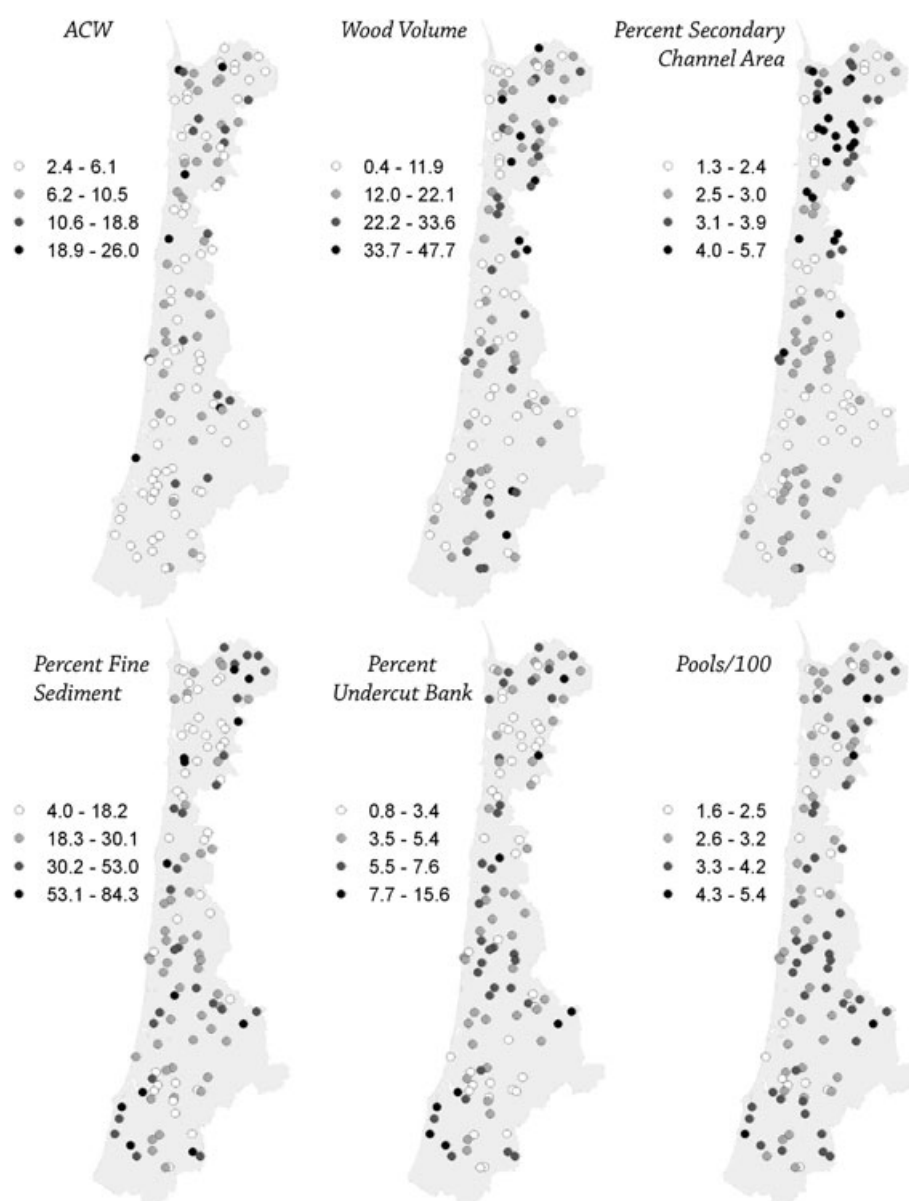 ACW
2.4 - 6.1
6.2 - 10.5
10.6 - 18.8
18.9 - 26.0
Wood Volume
0.4 - 11.9
12.0 - 22.1
22.2 - 33.6
33.7 - 47.7
Percent Secondary
Channel Area
1.3 - 2.4
2.5 - 3.0
3.1 - 3.9
4.0 - 5.7
Percent Fine
Sediment
4.0 - 18.2
18.3 - 30.1
30.2 - 53.0
53.1 - 84.3
Percent
Undercut Bank
0.8 - 3.4
3.5 - 5.4
5.5 - 7.6
7.7 - 15.6
Pools/100
1.6 - 2.5
2.6 - 3.2
3.3 - 4.2
4.3 - 5.4